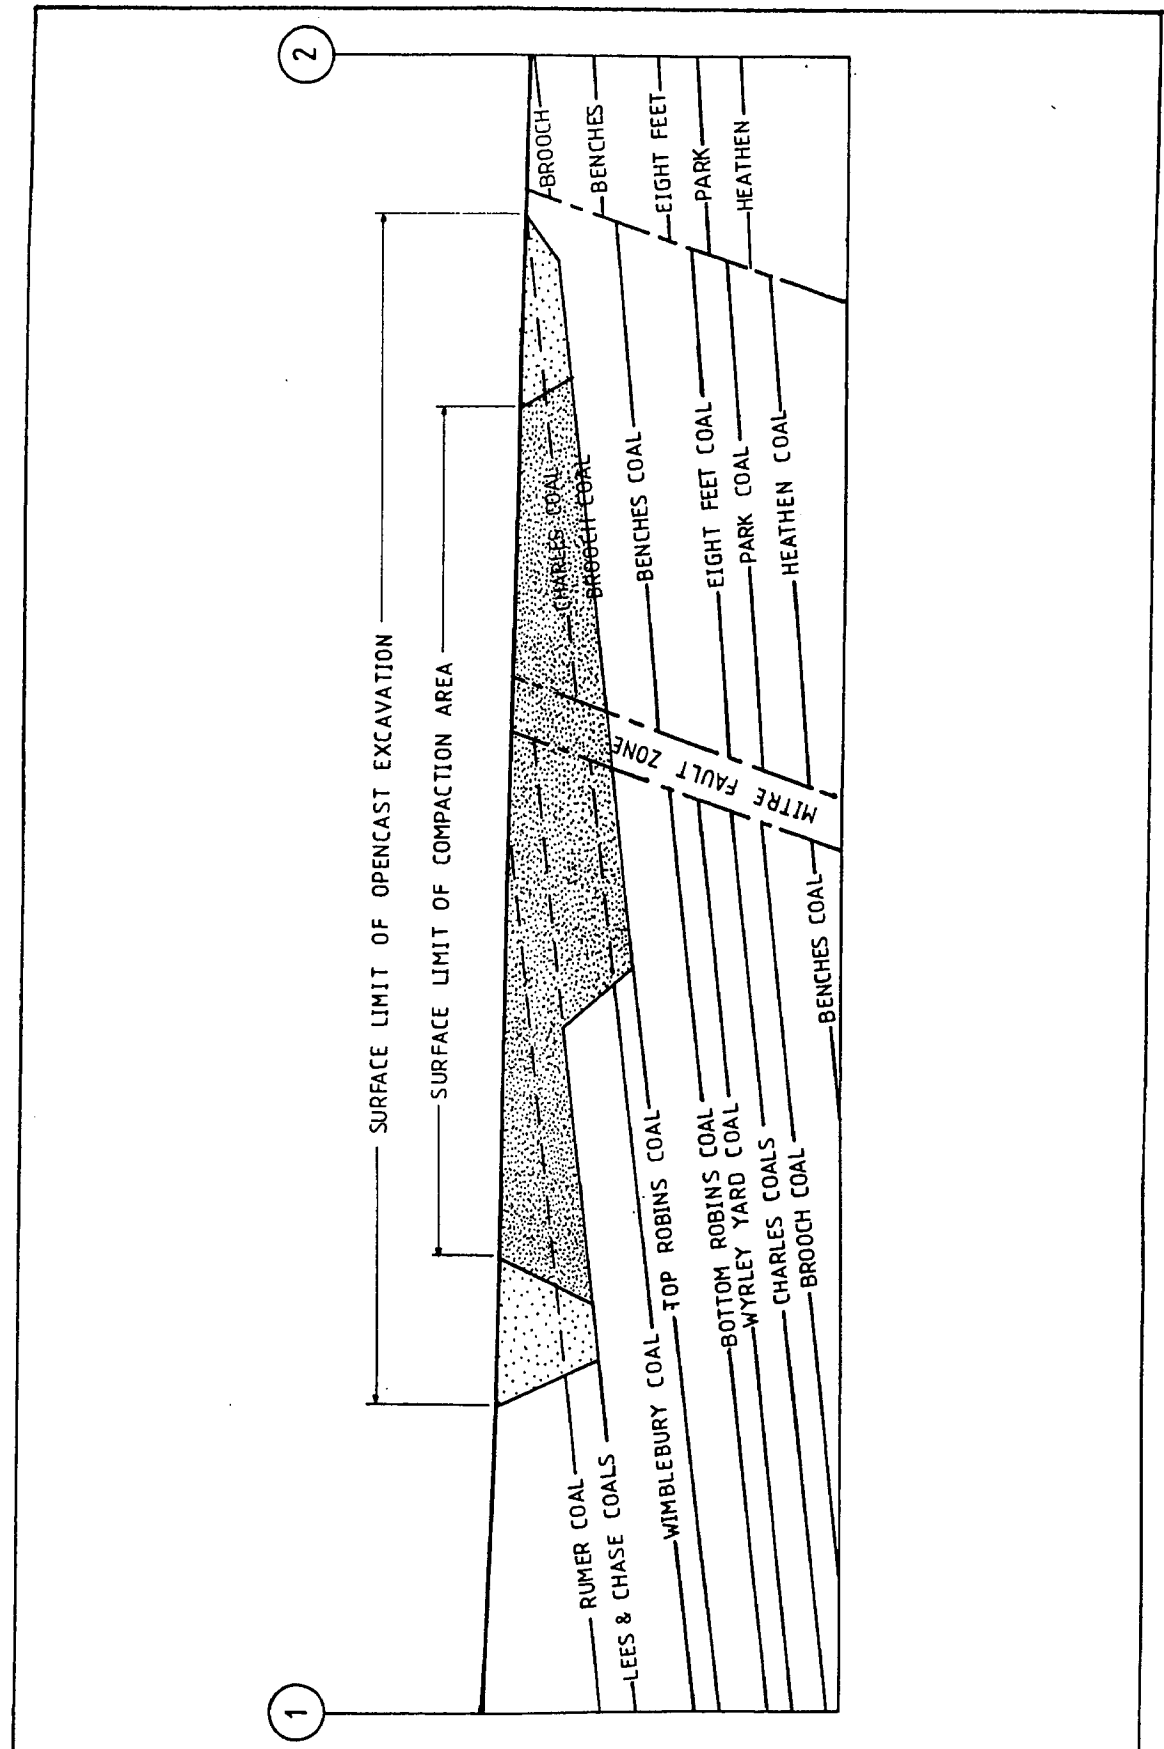 1
2
SURFACE LIMIT OF OPENCAST EXCAVATION
SURFACE LIMIT OF COMPACTION AREA
RUMER COAL
LEES & CHASE COALS
WIMBLEBURY COAL
TOP ROBINS COAL
BOTTOM ROBINS COAL
WYRLEY YARD COAL
CHARLES COALS
BROOCH COAL
BENCHES COAL
MITRE FAULT ZONE
CHARLES COAL
BROOCH COAL
BENCHES COAL
EIGHT FEET COAL
PARK COAL
HEATHEN COAL
BROOCH
BENCHES
EIGHT FEET
PARK
HEATHEN